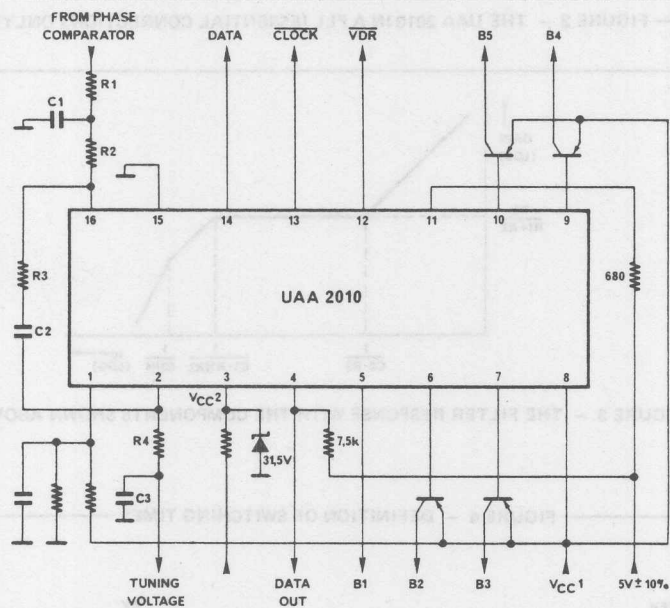 FROM PHASE
COMPARATOR
DATA
CLOCK
VDR
B5
B4
R1
C1
R2
16
15
14
13
12
11
10
9
R3
680
UAA 2010
C2
1
2
3
4
5
6
7
8
VCC2
R4
31,5V
7,5k
C3
TUNING
VOLTAGE
DATA
OUT
B1
B2
B3
VCC1
5V ± 10%